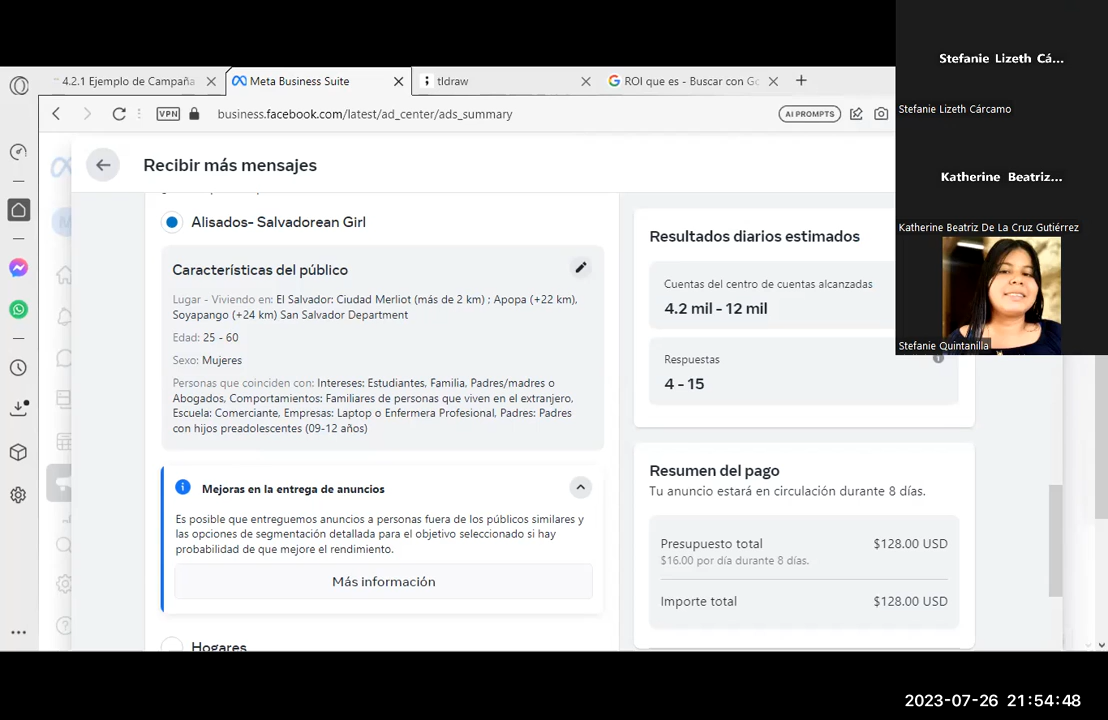 4.2.1 Ejemplo de Campaña
Meta Business Suite
tldraw
ROI que es - Buscar con Go
VPN
business.facebook.com/latest/ad_center/ads_summary
AI PROMPTS
Recibir más mensajes
Alisados- Salvadorean Girl
Características del público
Lugar - Viviendo en: El Salvador: Ciudad Merliot (más de 2 km) ; Apopa (+22 km),
Soyapango (+24 km) San Salvador Department
Edad: 25 - 60
Sexo: Mujeres
Personas que coinciden con: Intereses: Estudiantes, Familia, Padres/madres o
Abogados, Comportamientos: Familiares de personas que viven en el extranjero,
Escuela: Comerciante, Empresas: Laptop o Enfermera Profesional, Padres: Padres
con hijos preadolescentes (09-12 años)
Mejoras en la entrega de anuncios
Es posible que entreguemos anuncios a personas fuera de los públicos similares y
las opciones de segmentación detallada para el objetivo seleccionado si hay
probabilidad de que mejore el rendimiento.
Más información
Hogares
Resultados diarios estimados
Cuentas del centro de cuentas alcanzadas
4.2 mil - 12 mil
Respuestas
4 - 15
Resumen del pago
Tu anuncio estará en circulación durante 8 días.
Presupuesto total $128.00 USD
$16.00 por día durante 8 días.
Importe total $128.00 USD
Stefanie Lizeth Cá...
Stefanie Lizeth Cárcamo
Katherine Beatriz...
Katherine Beatriz De La Cruz Gutiérrez
Stefanie Quintanilla
2023-07-26 21:54:48